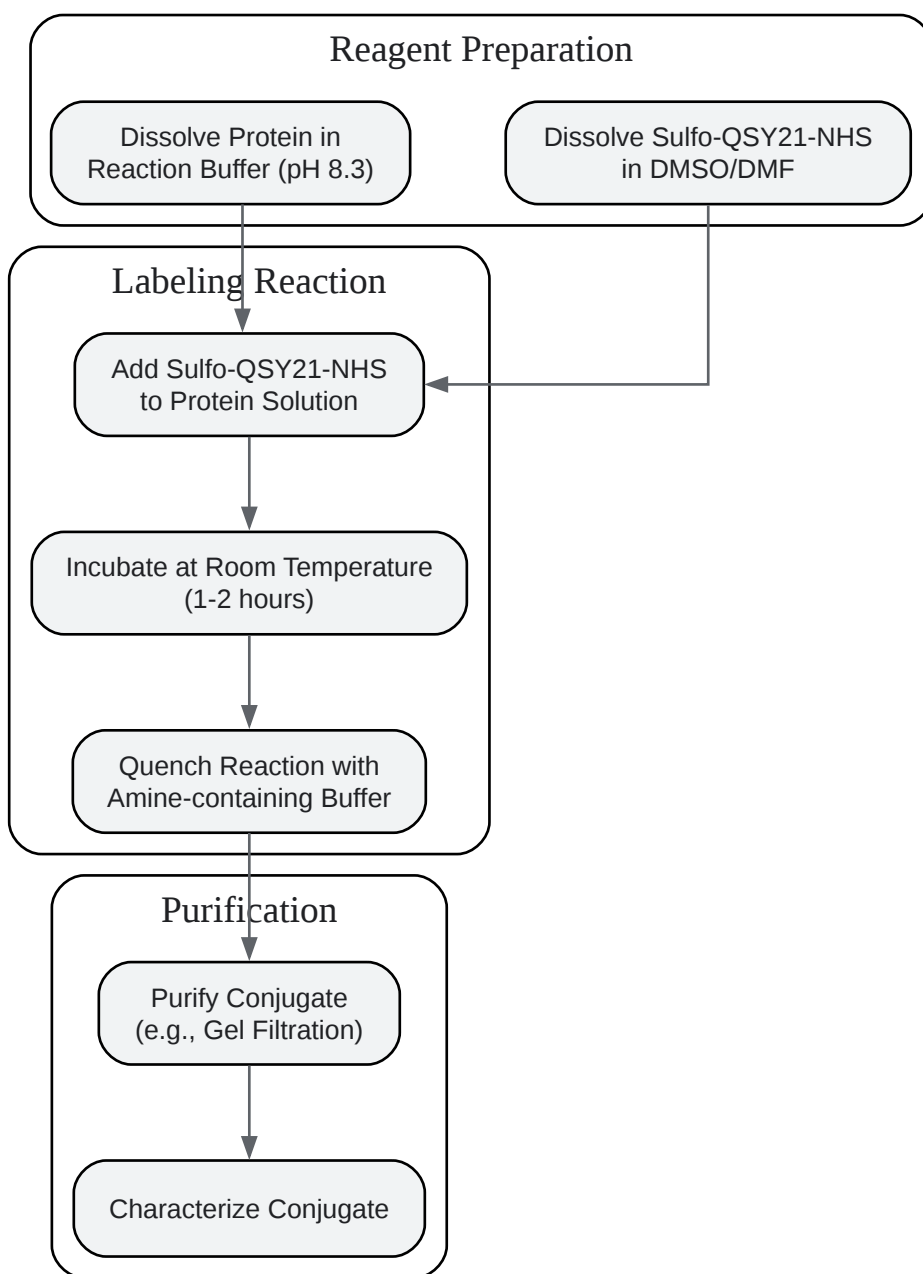 Reagent Preparation
Dissolve Protein in
Reaction Buffer (pH 8.3)
Dissolve Sulfo-QSY21-NHS
in DMSO/DMF
Labeling Reaction
Add Sulfo-QSY21-NHS
to Protein Solution
Incubate at Room Temperature
(1-2 hours)
Quench Reaction with
Amine-containing Buffer
Purification
Purify Conjugate
(e.g., Gel Filtration)
Characterize Conjugate